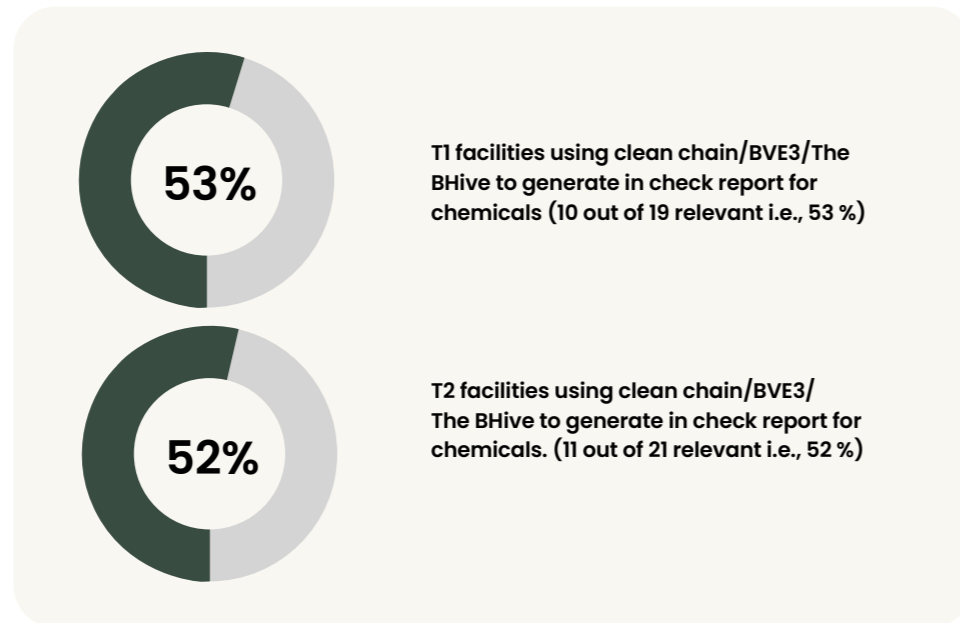 53%
T1 facilities using clean chain/BVE3/The
BHive to generate in check report for
chemicals (10 out of 19 relevant i.e., 53 %)
52%
T2 facilities using clean chain/BVE3/
The BHive to generate in check report for
chemicals. (11 out of 21 relevant i.e., 52 %)